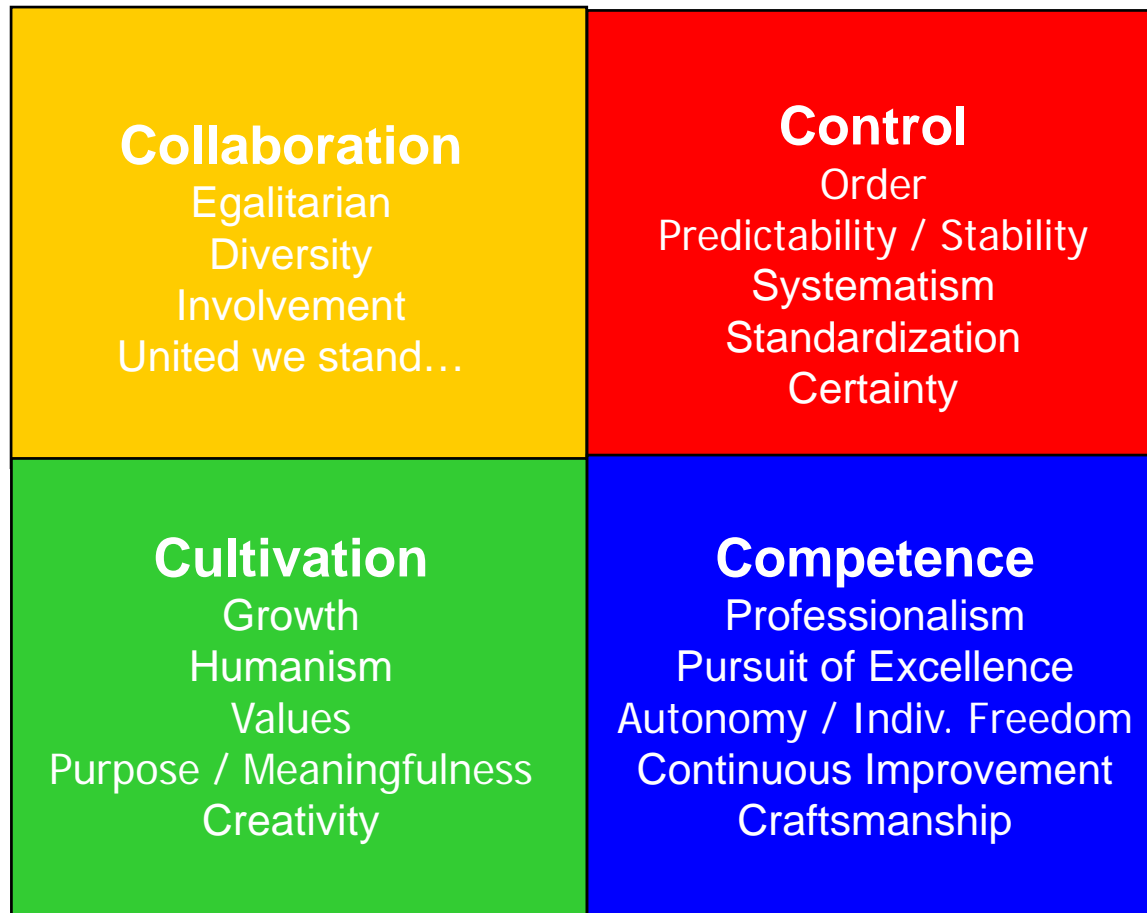 Collaboration
Egalitarian
Diversity
Involvement
United we stand…
Control
Order
Predictability / Stability
Systematism
Standardization
Certainty
Cultivation
Growth
Humanism
Values
Purpose / Meaningfulness
Creativity
Competence
Professionalism
Pursuit of Excellence
Autonomy / Indiv. Freedom
Continuous Improvement
Craftsmanship